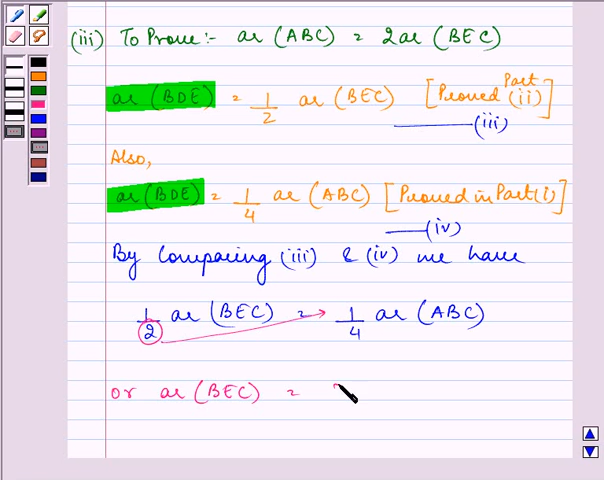 (iii) To Prove:- ar (ABC) = 2ar (BEC)
ar (BDE) = 1/2 ar (BEC) [Proved Part (ii)]
——(iii)
Also,
ar (BDE) = 1/4 ar (ABC) [Proved in Part (i)]
——(iv)
By comparing (iii) & (iv) we have
1/2 ar (BEC) = 1/4 ar (ABC)
or ar (BEC) =